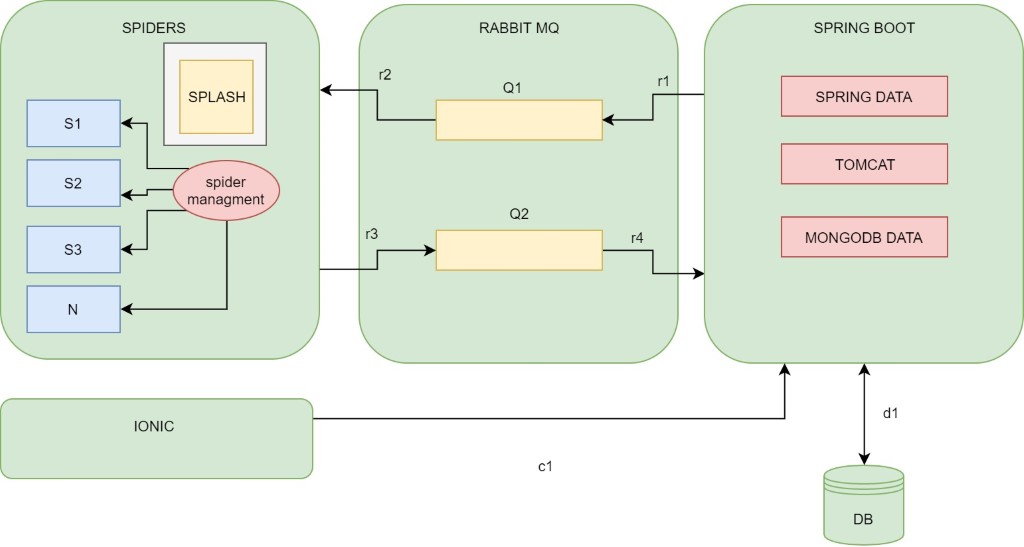 SPIDERS
SPLASH
S1
S2
S3
N
spider
managment
RABBIT MQ
r2
Q1
r1
Q2
r3
r4
SPRING BOOT
SPRING DATA
TOMCAT
MONGODB DATA
IONIC
c1
d1
DB